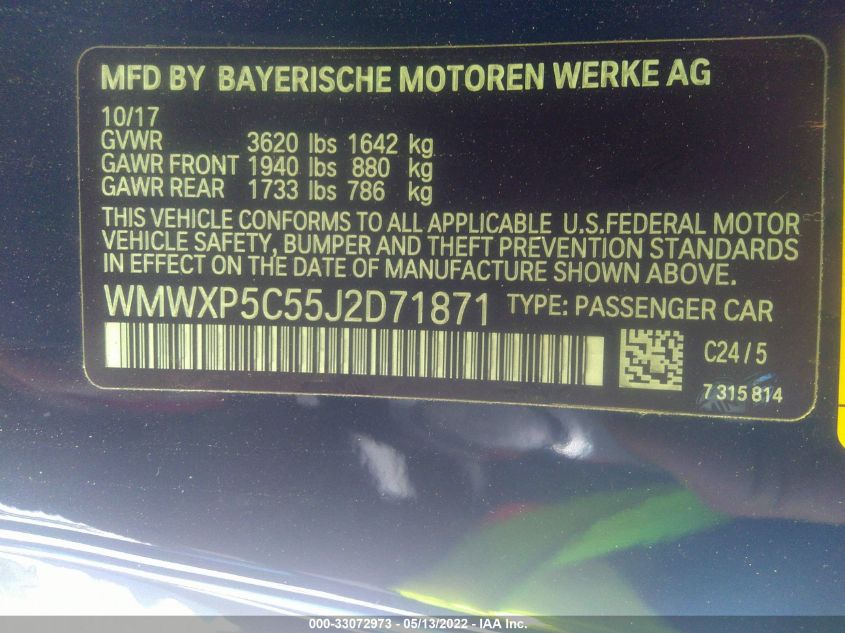 MFD BY BAYERISCHE MOTOREN WERKE AG
10/17
GVWR 3620 lbs 1642 kg
GAWR FRONT 1940 lbs 880 kg
GAWR REAR 1733 lbs 786 kg
THIS VEHICLE CONFORMS TO ALL APPLICABLE U.S.FEDERAL MOTOR
VEHICLE SAFETY, BUMPER AND THEFT PREVENTION STANDARDS
IN EFFECT ON THE DATE OF MANUFACTURE SHOWN ABOVE.
WMWXP5C55J2D71871 TYPE: PASSENGER CAR
C24/5
7 315 814
000-33072973 - 05/13/2022 - IAA Inc.